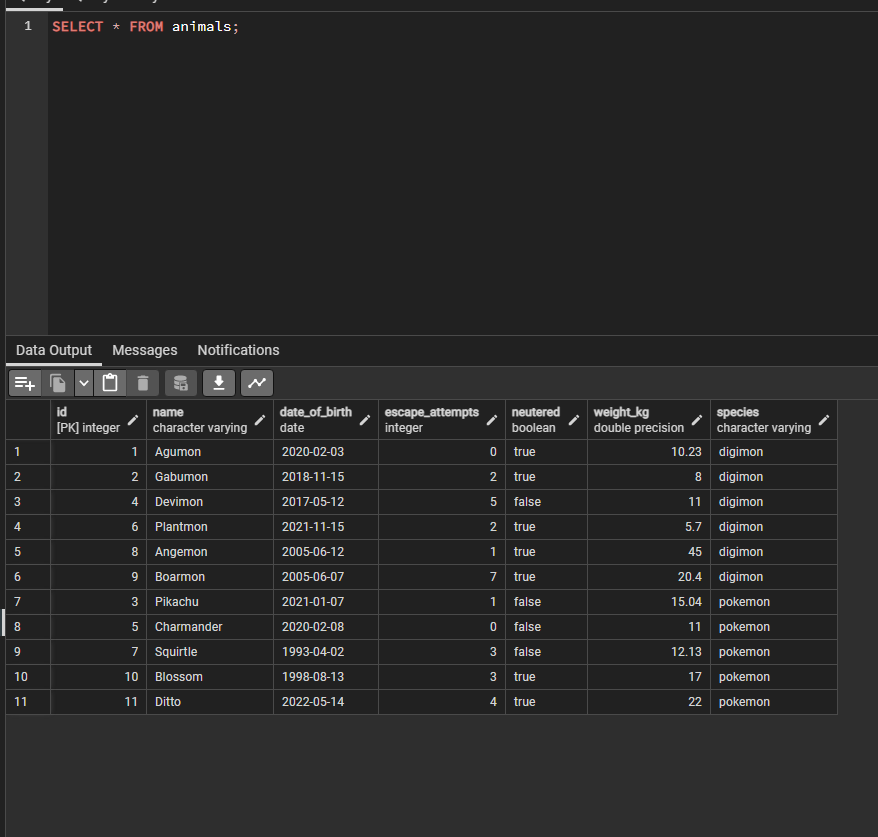 1 SELECT * FROM animals;
Data Output Messages Notifications
id name date_of_birth escape_attempts neutered weight_kg species
[PK] integer character varying date integer boolean double precision character varying
1 1 Agumon 2020-02-03 0 true 10.23 digimon
2 2 Gabumon 2018-11-15 2 true 8 digimon
3 4 Devimon 2017-05-12 5 false 11 digimon
4 6 Plantmon 2021-11-15 2 true 5.7 digimon
5 8 Angemon 2005-06-12 1 true 45 digimon
6 9 Boarmon 2005-06-07 7 true 20.4 digimon
7 3 Pikachu 2021-01-07 1 false 15.04 pokemon
8 5 Charmander 2020-02-08 0 false 11 pokemon
9 7 Squirtle 1993-04-02 3 false 12.13 pokemon
10 10 Blossom 1998-08-13 3 true 17 pokemon
11 11 Ditto 2022-05-14 4 true 22 pokemon